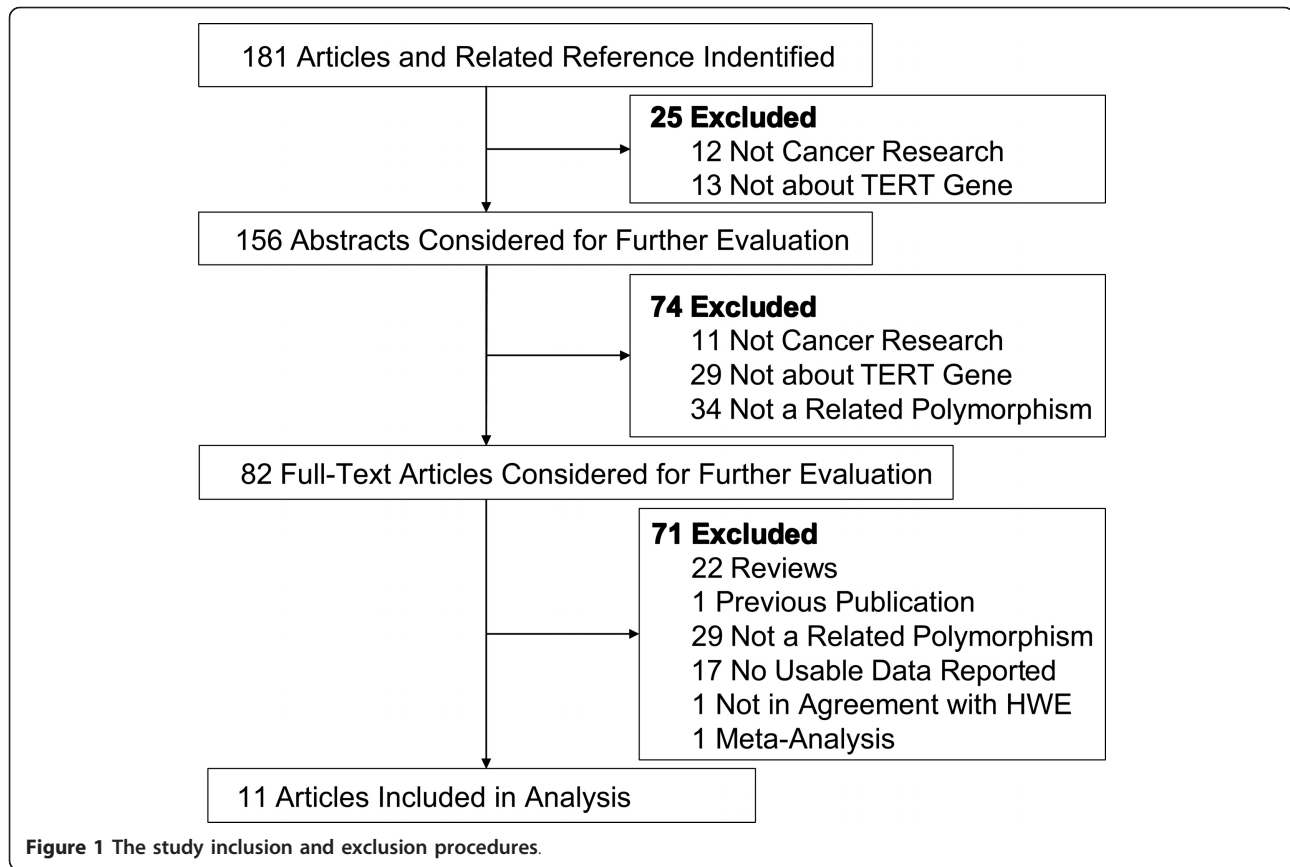 181 Articles and Related Reference Indentified
25 Excluded
12 Not Cancer Research
13 Not about TERT Gene
156 Abstracts Considered for Further Evaluation
74 Excluded
11 Not Cancer Research
29 Not about TERT Gene
34 Not a Related Polymorphism
82 Full-Text Articles Considered for Further Evaluation
71 Excluded
22 Reviews
1 Previous Publication
29 Not a Related Polymorphism
17 No Usable Data Reported
1 Not in Agreement with HWE
1 Meta-Analysis
11 Articles Included in Analysis
Figure 1 The study inclusion and exclusion procedures.